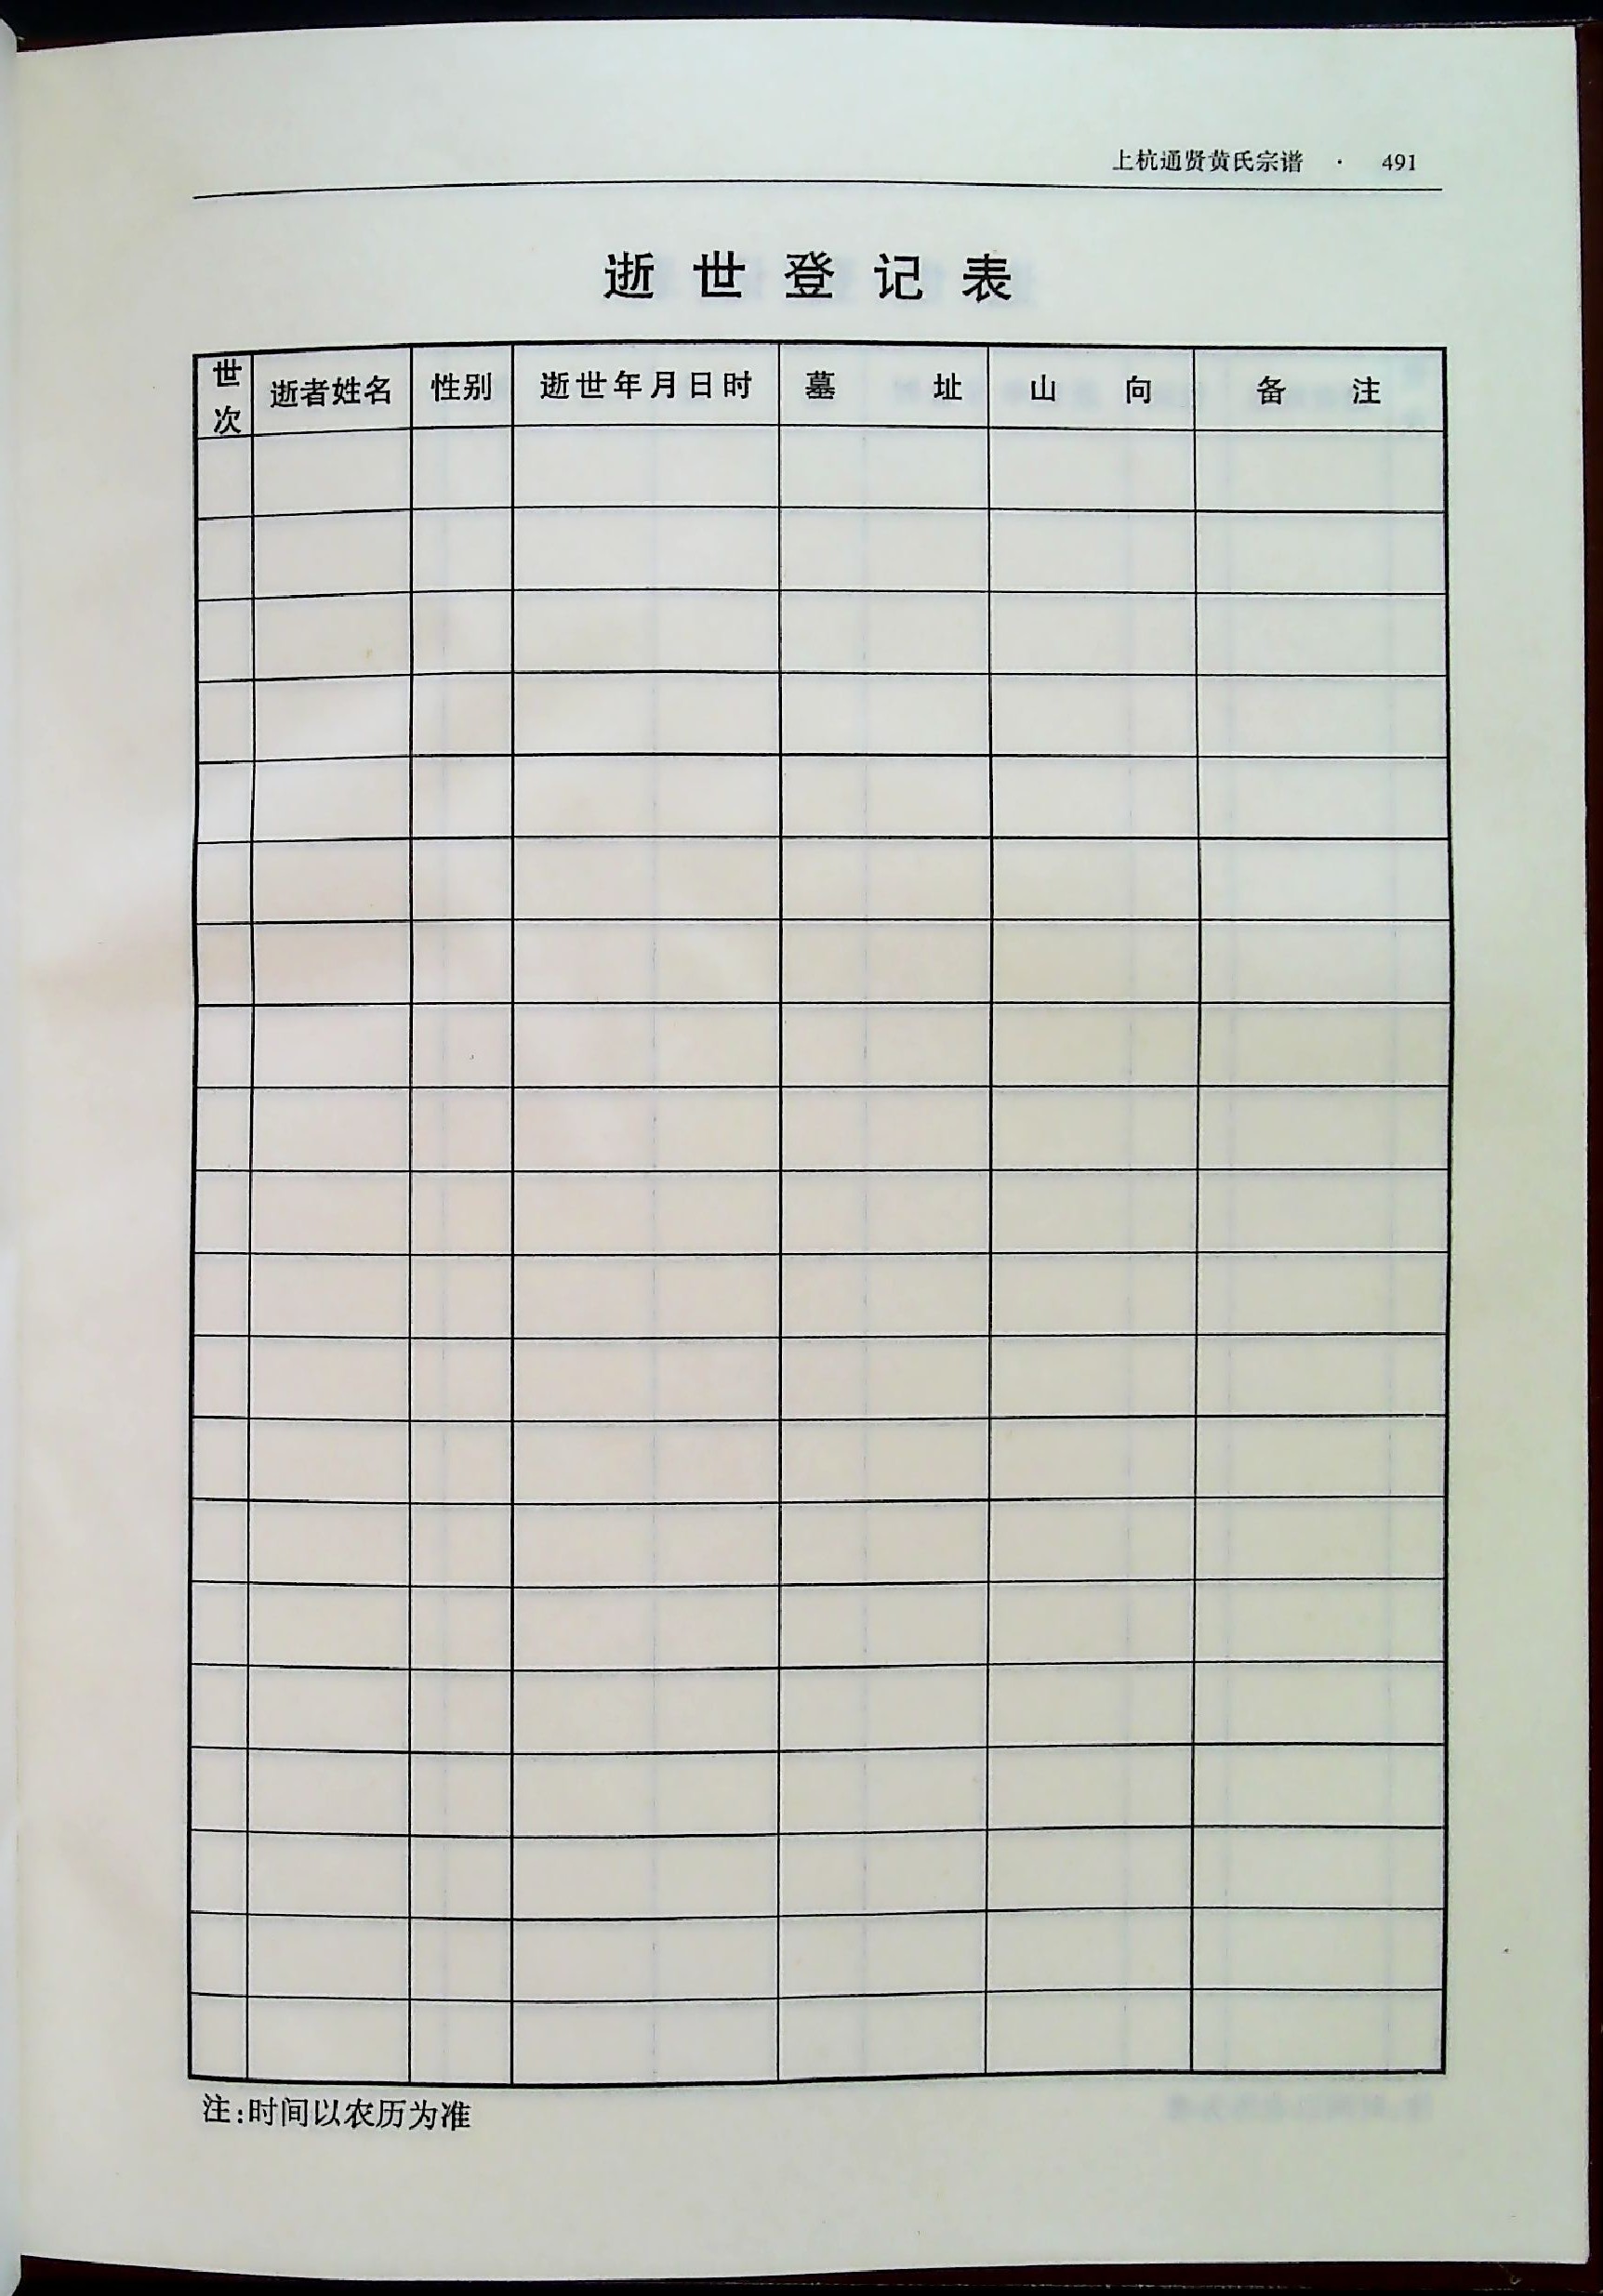 上杭通贤黄氏宗谱 · 491
逝世登记表
世次 逝者姓名 性别 逝世年月日时 墓址 山向 备注
注:时间以农历为准